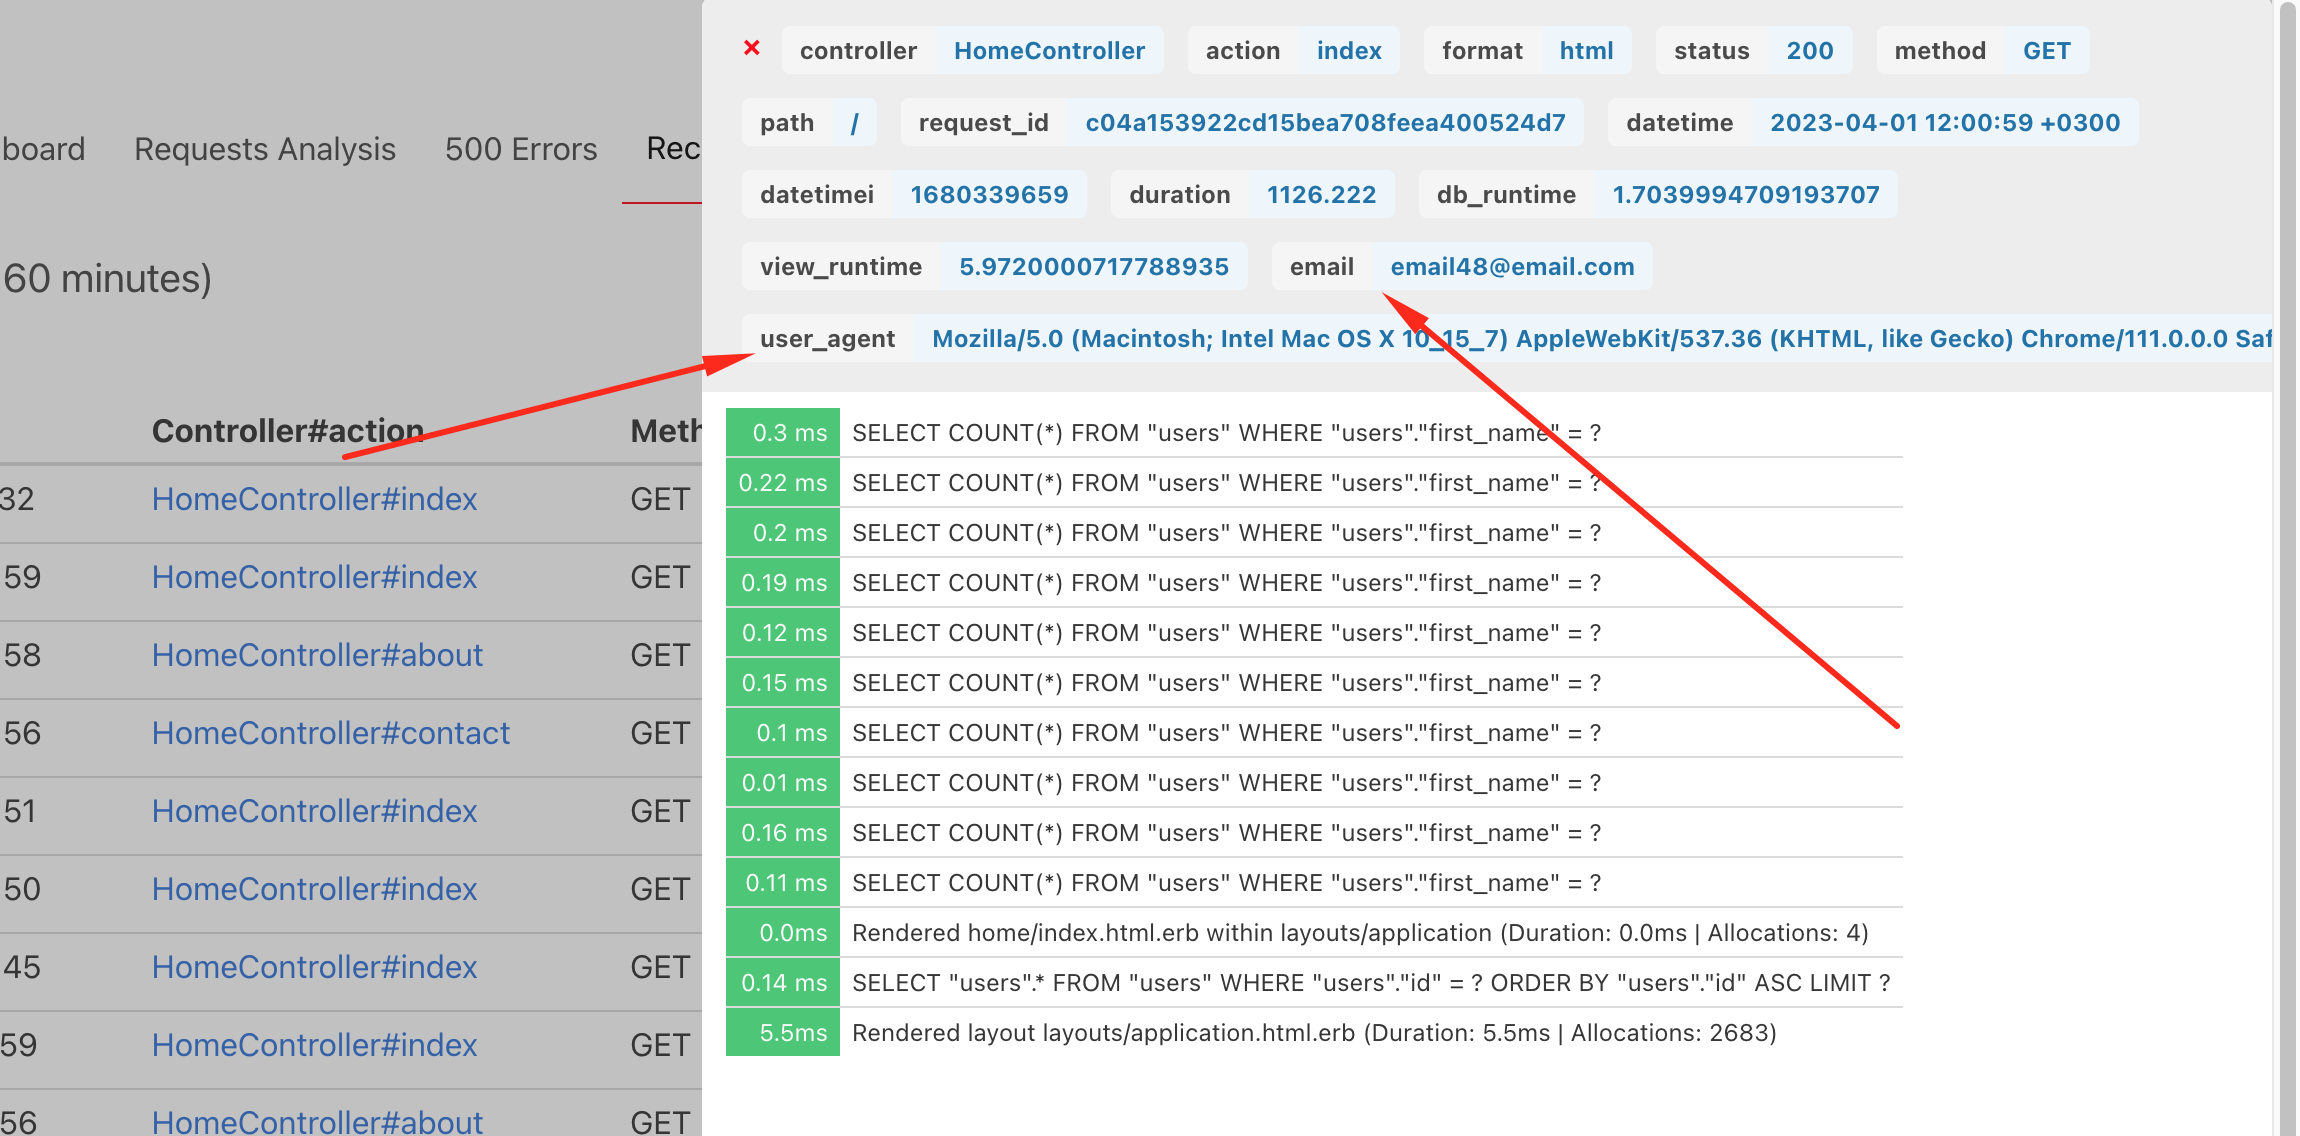 board Requests Analysis 500 Errors Rec
60 minutes)
Controller#action Meth
32 HomeController#index GET
59 HomeController#index GET
58 HomeController#about GET
56 HomeController#contact GET
51 HomeController#index GET
50 HomeController#index GET
45 HomeController#index GET
59 HomeController#index GET
56 HomeController#about GET
× controller HomeController action index format html status 200 method GET
path / request_id c04a153922cd15bea708feea400524d7 datetime 2023-04-01 12:00:59 +0300
datetimei 1680339659 duration 1126.222 db_runtime 1.7039994709193707
view_runtime 5.9720000717788935 email email48@email.com
user_agent Mozilla/5.0 (Macintosh; Intel Mac OS X 10_15_7) AppleWebKit/537.36 (KHTML, like Gecko) Chrome/111.0.0.0 Saf
0.3 ms SELECT COUNT(*) FROM "users" WHERE "users"."first_name" = ?
0.22 ms SELECT COUNT(*) FROM "users" WHERE "users"."first_name" = ?
0.2 ms SELECT COUNT(*) FROM "users" WHERE "users"."first_name" = ?
0.19 ms SELECT COUNT(*) FROM "users" WHERE "users"."first_name" = ?
0.12 ms SELECT COUNT(*) FROM "users" WHERE "users"."first_name" = ?
0.15 ms SELECT COUNT(*) FROM "users" WHERE "users"."first_name" = ?
0.1 ms SELECT COUNT(*) FROM "users" WHERE "users"."first_name" = ?
0.01 ms SELECT COUNT(*) FROM "users" WHERE "users"."first_name" = ?
0.16 ms SELECT COUNT(*) FROM "users" WHERE "users"."first_name" = ?
0.11 ms SELECT COUNT(*) FROM "users" WHERE "users"."first_name" = ?
0.0ms Rendered home/index.html.erb within layouts/application (Duration: 0.0ms | Allocations: 4)
0.14 ms SELECT "users".* FROM "users" WHERE "users"."id" = ? ORDER BY "users"."id" ASC LIMIT ?
5.5ms Rendered layout layouts/application.html.erb (Duration: 5.5ms | Allocations: 2683)